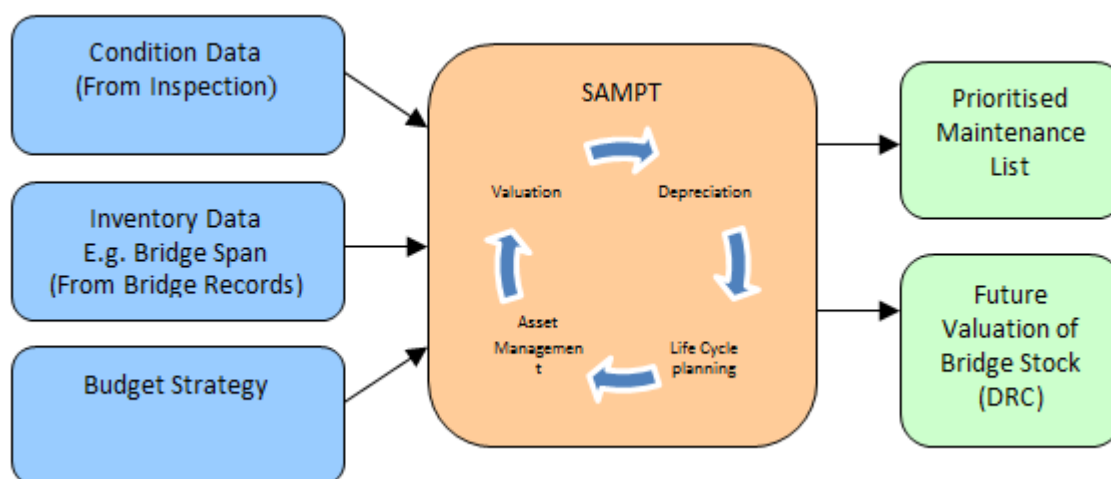 Condition Data
(From Inspection)
Inventory Data
E.g. Bridge Span
(From Bridge Records)
Budget Strategy
SAMPT
Valuation
Depreciation
Asset
Managemen
t
Life Cycle
planning
Prioritised
Maintenance
List
Future
Valuation of
Bridge Stock
(DRC)